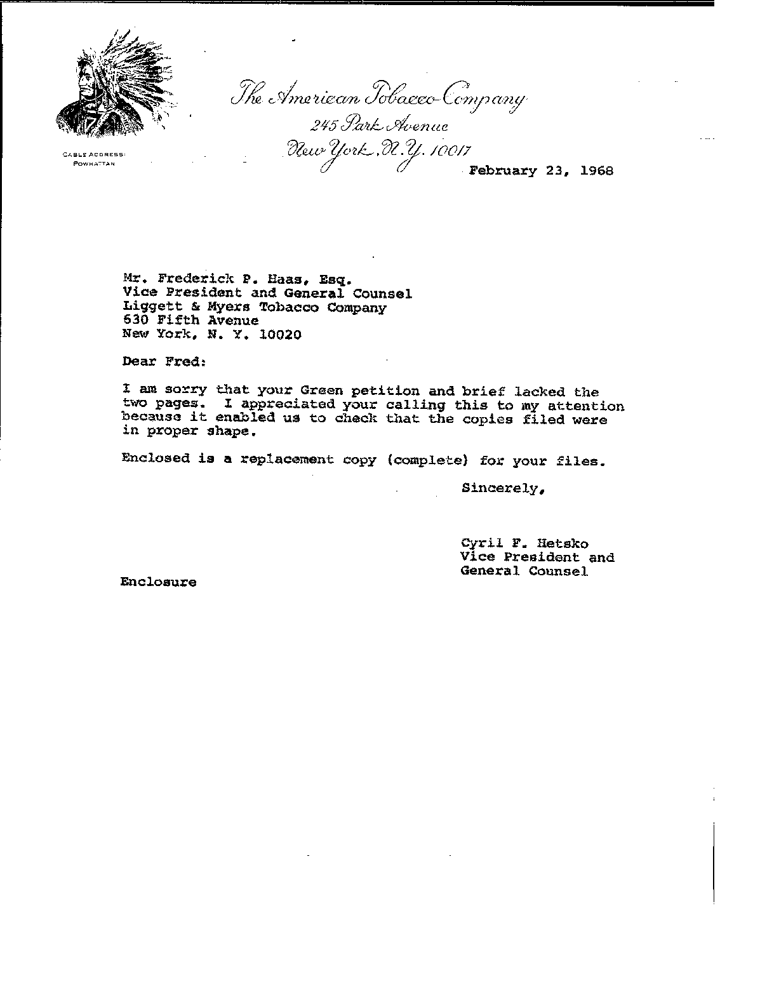 The American Tobacco Company
245 Park Avenue
New York, N.Y. 10017
CABLE ADDRESS:
POWHATTAN
February 23, 1968
Mr. Frederick P. Haas, Esq.
Vice President and General Counsel
Liggett & Myers Tobacco Company
630 Fifth Avenue
New York, N. Y. 10020
Dear Fred:
I am sorry that your Green petition and brief lacked the
two pages.  I appreciated your calling this to my attention
because it enabled us to check that the copies filed were
in proper shape.
Enclosed is a replacement copy (complete) for your files.
Sincerely,
Cyril F. Hetsko
Vice President and
General Counsel
Enclosure